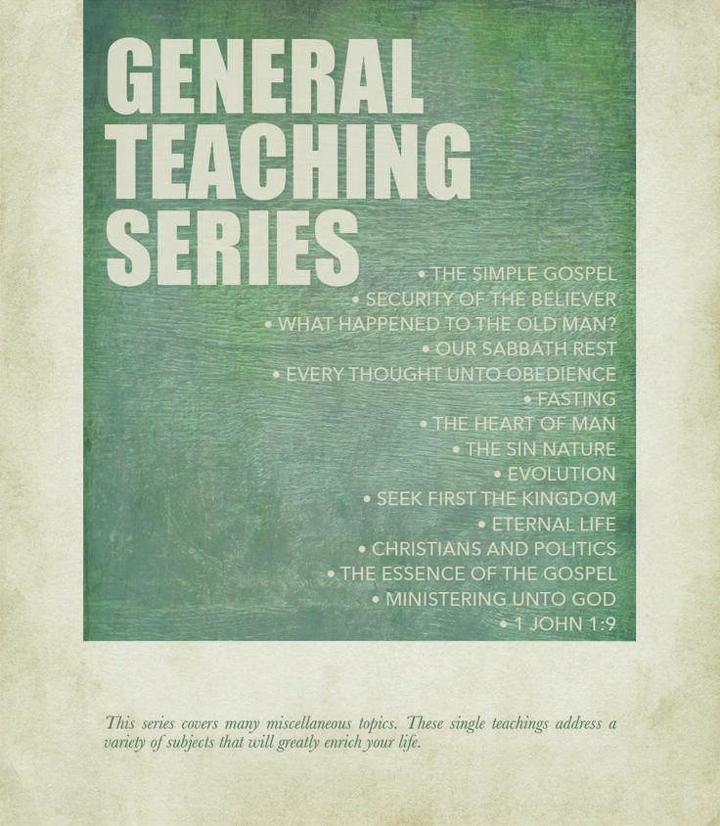 GENERAL
TEACHING
SERIES
• THE SIMPLE GOSPEL
• SECURITY OF THE BELIEVER
• WHAT HAPPENED TO THE OLD MAN?
• OUR SABBATH REST
• EVERY THOUGHT UNTO OBEDIENCE
• FASTING
• THE HEART OF MAN
• THE SIN NATURE
• EVOLUTION
• SEEK FIRST THE KINGDOM
• ETERNAL LIFE
• CHRISTIANS AND POLITICS
• THE ESSENCE OF THE GOSPEL
• MINISTERING UNTO GOD
• 1 JOHN 1:9
This series covers many miscellaneous topics. These single teachings address a
variety of subjects that will greatly enrich your life.